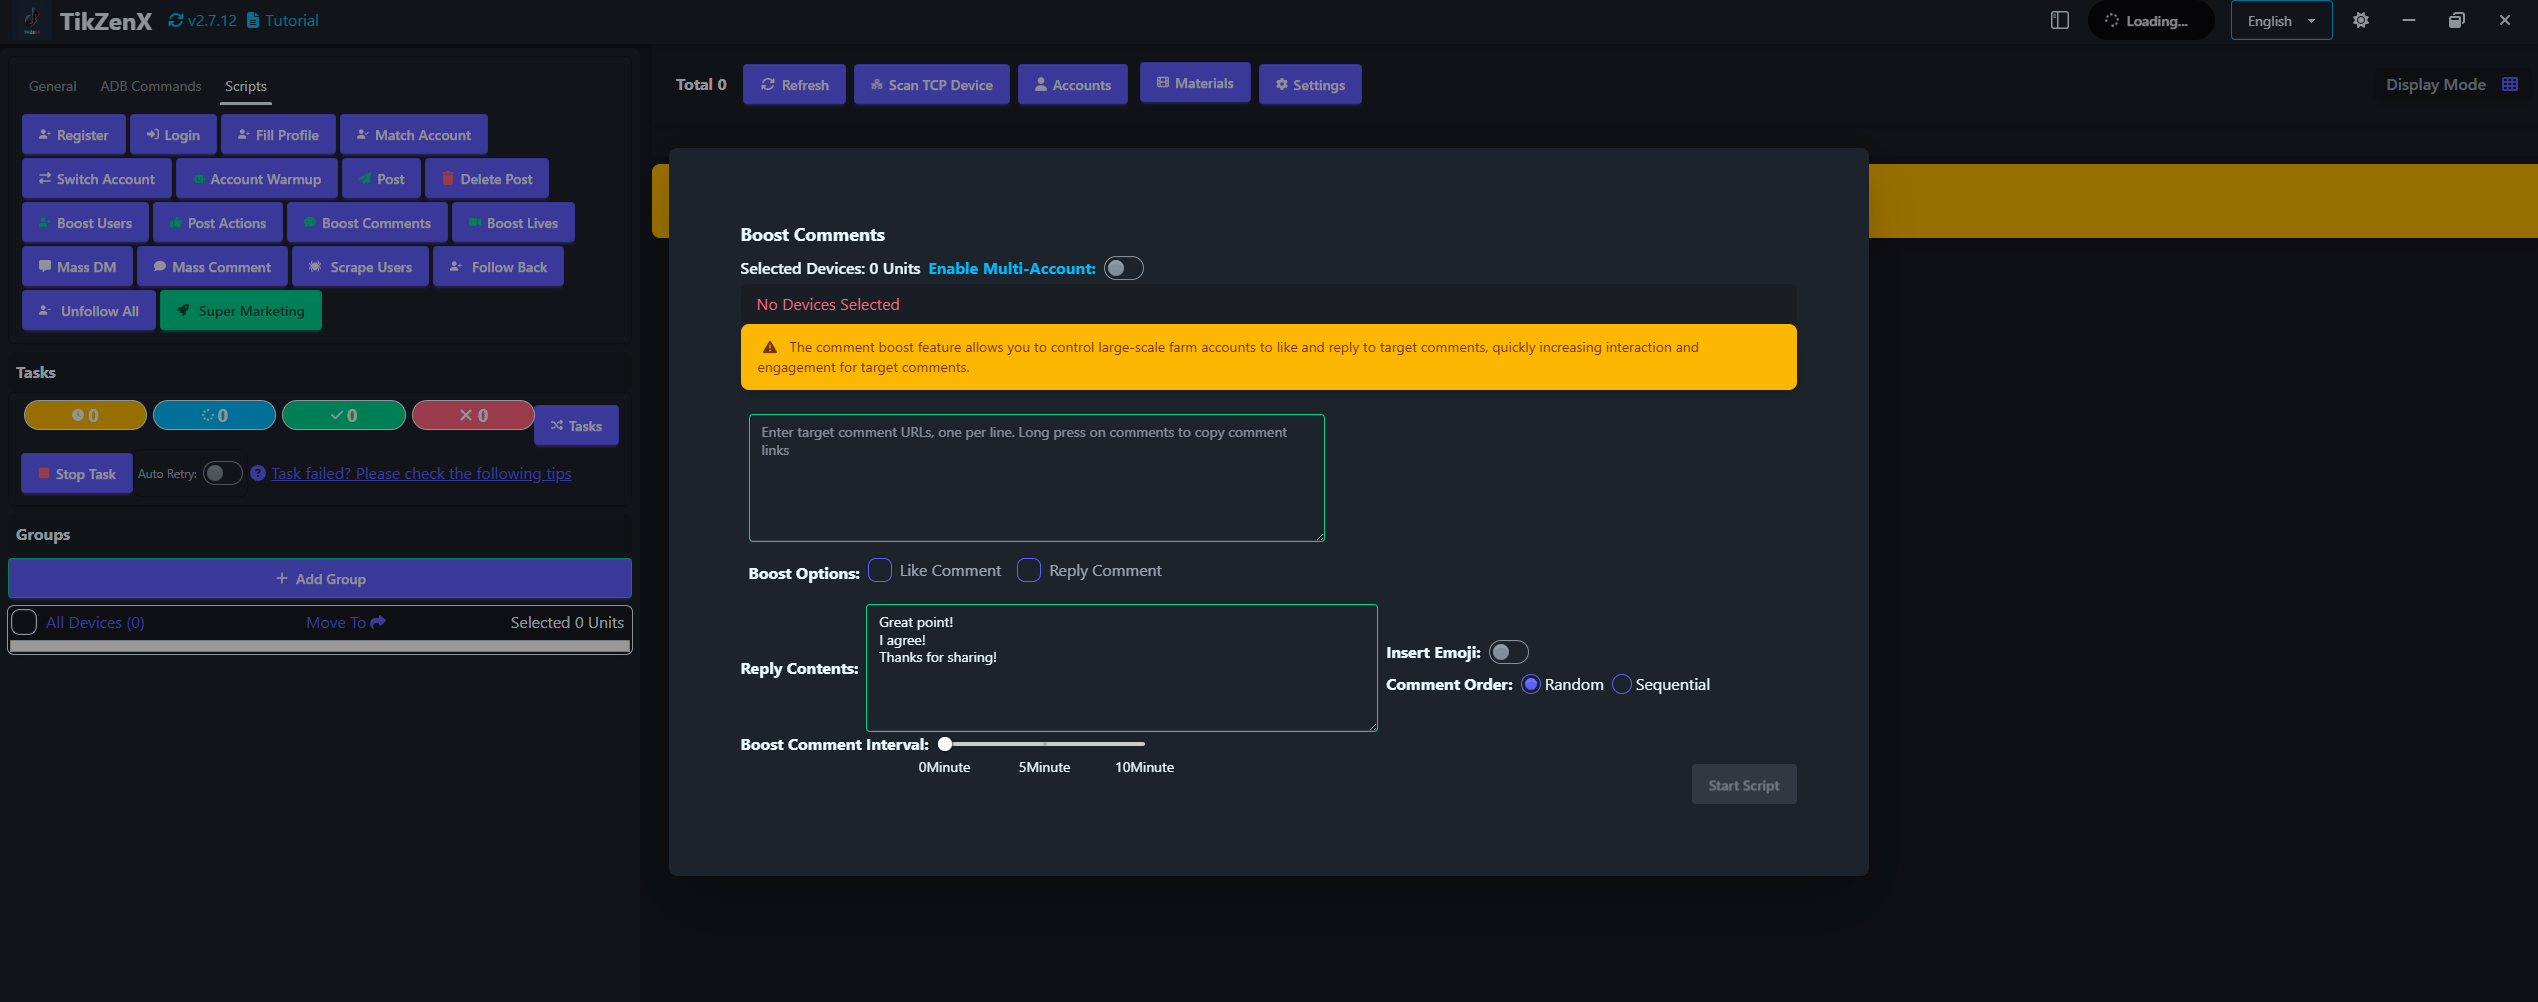 TikZenX v2.7.12 Tutorial
Loading...
English
General ADB Commands Scripts
Register Login Fill Profile Match Account
Switch Account Account Warmup Post Delete Post
Boost Users Post Actions Boost Comments Boost Lives
Mass DM Mass Comment Scrape Users Follow Back
Unfollow All Super Marketing
Tasks
0 0 0 0 Tasks
Stop Task Auto Retry: Task failed? Please check the following tips
Groups
+ Add Group
All Devices (0) Move To Selected 0 Units
Total 0 Refresh Scan TCP Device Accounts Materials Settings
Display Mode
Boost Comments
Selected Devices: 0 Units Enable Multi-Account:
No Devices Selected
The comment boost feature allows you to control large-scale farm accounts to like and reply to target comments, quickly increasing interaction and
engagement for target comments.
Enter target comment URLs, one per line. Long press on comments to copy comment
links
Boost Options: Like Comment Reply Comment
Reply Contents:
Great point!
I agree!
Thanks for sharing!
Insert Emoji:
Comment Order: Random Sequential
Boost Comment Interval:
0Minute 5Minute 10Minute
Start Script